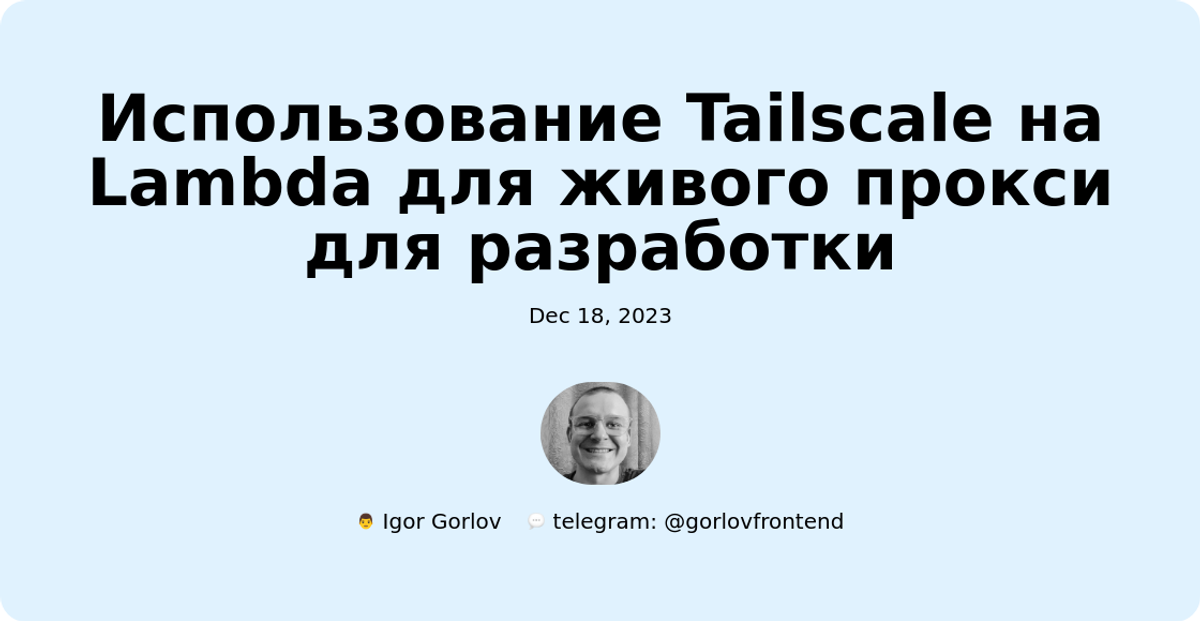 Использование Tailscale на
Lambda для живого прокси
для разработки
Dec 18, 2023
Igor Gorlov telegram: @gorlovfrontend